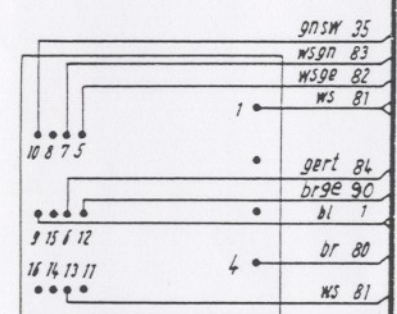 gnsw 35
wsgn 83
wsge 82
ws 81
1
10 8 7 5
gert 84
brge 90
bl 1
9 15 6 12
br 80
4
16 14 13 11
ws 81